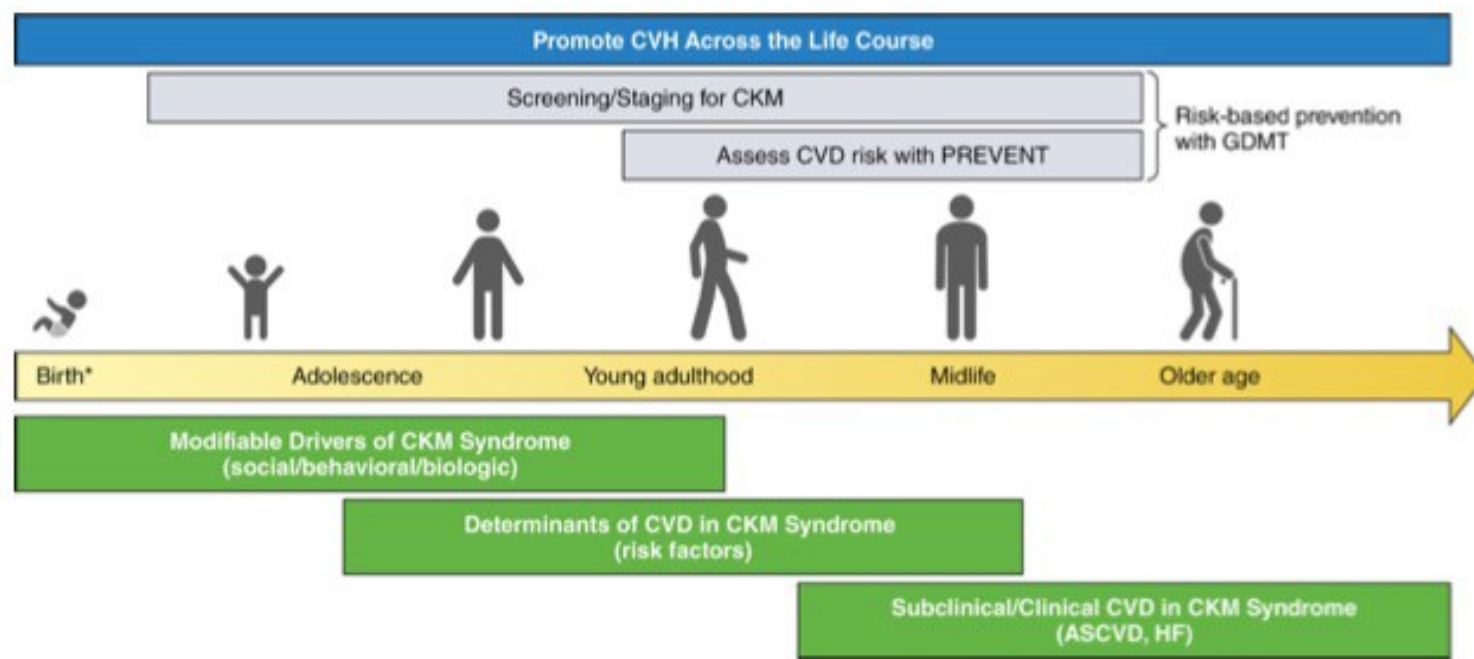 Promote CVH Across the Life Course
Screening/Staging for CKM
Assess CVD risk with PREVENT
Risk-based prevention
with GDMT
Birth*
Adolescence
Young adulthood
Midlife
Older age
Modifiable Drivers of CKM Syndrome
(social/behavioral/biologic)
Determinants of CVD in CKM Syndrome
(risk factors)
Subclinical/Clinical CVD in CKM Syndrome
(ASCVD, HF)